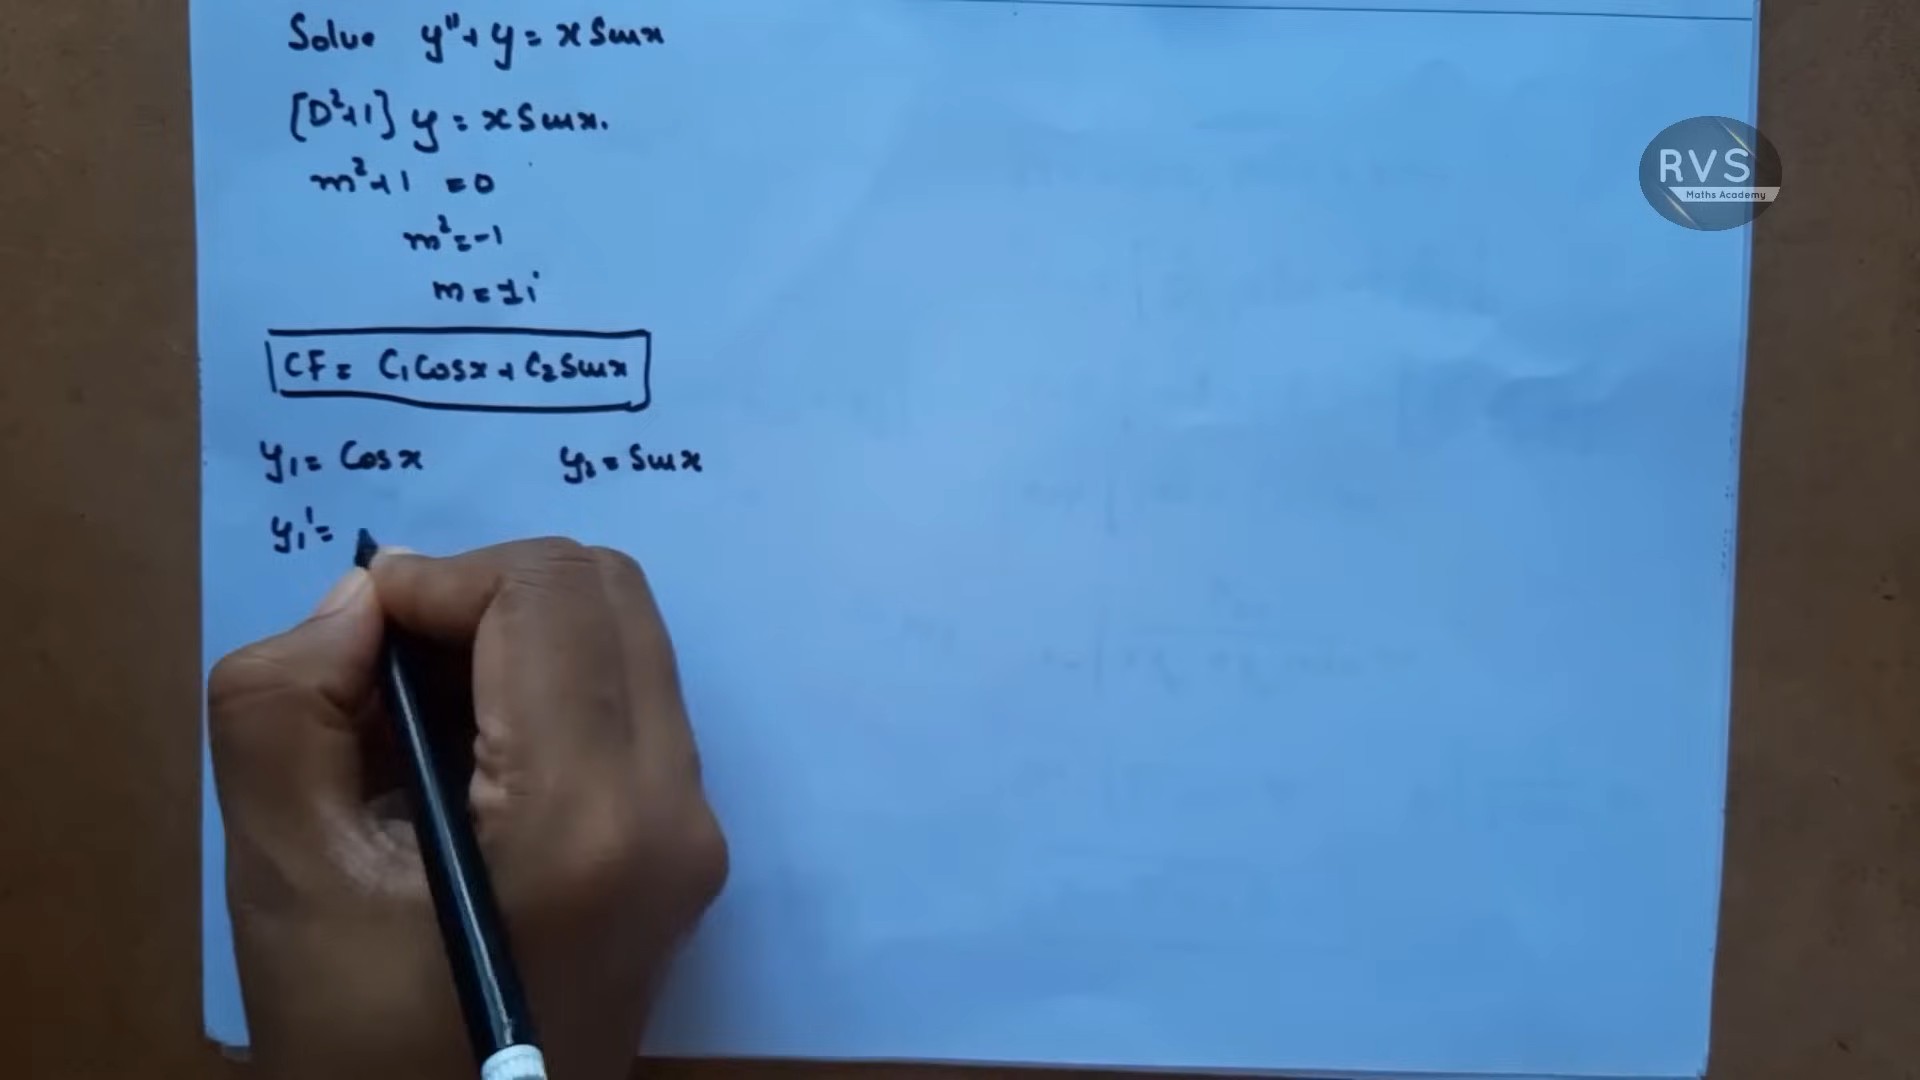 Solve y" + y = x Sinx
[D²+1] y = x Sinx.
m²+1 = 0
m² = -1
m = ±i
CF = C₁Cosx + C₂Sinx
y₁ = Cosx y₂ = Sinx
y₁' =
RVS
Maths Academy